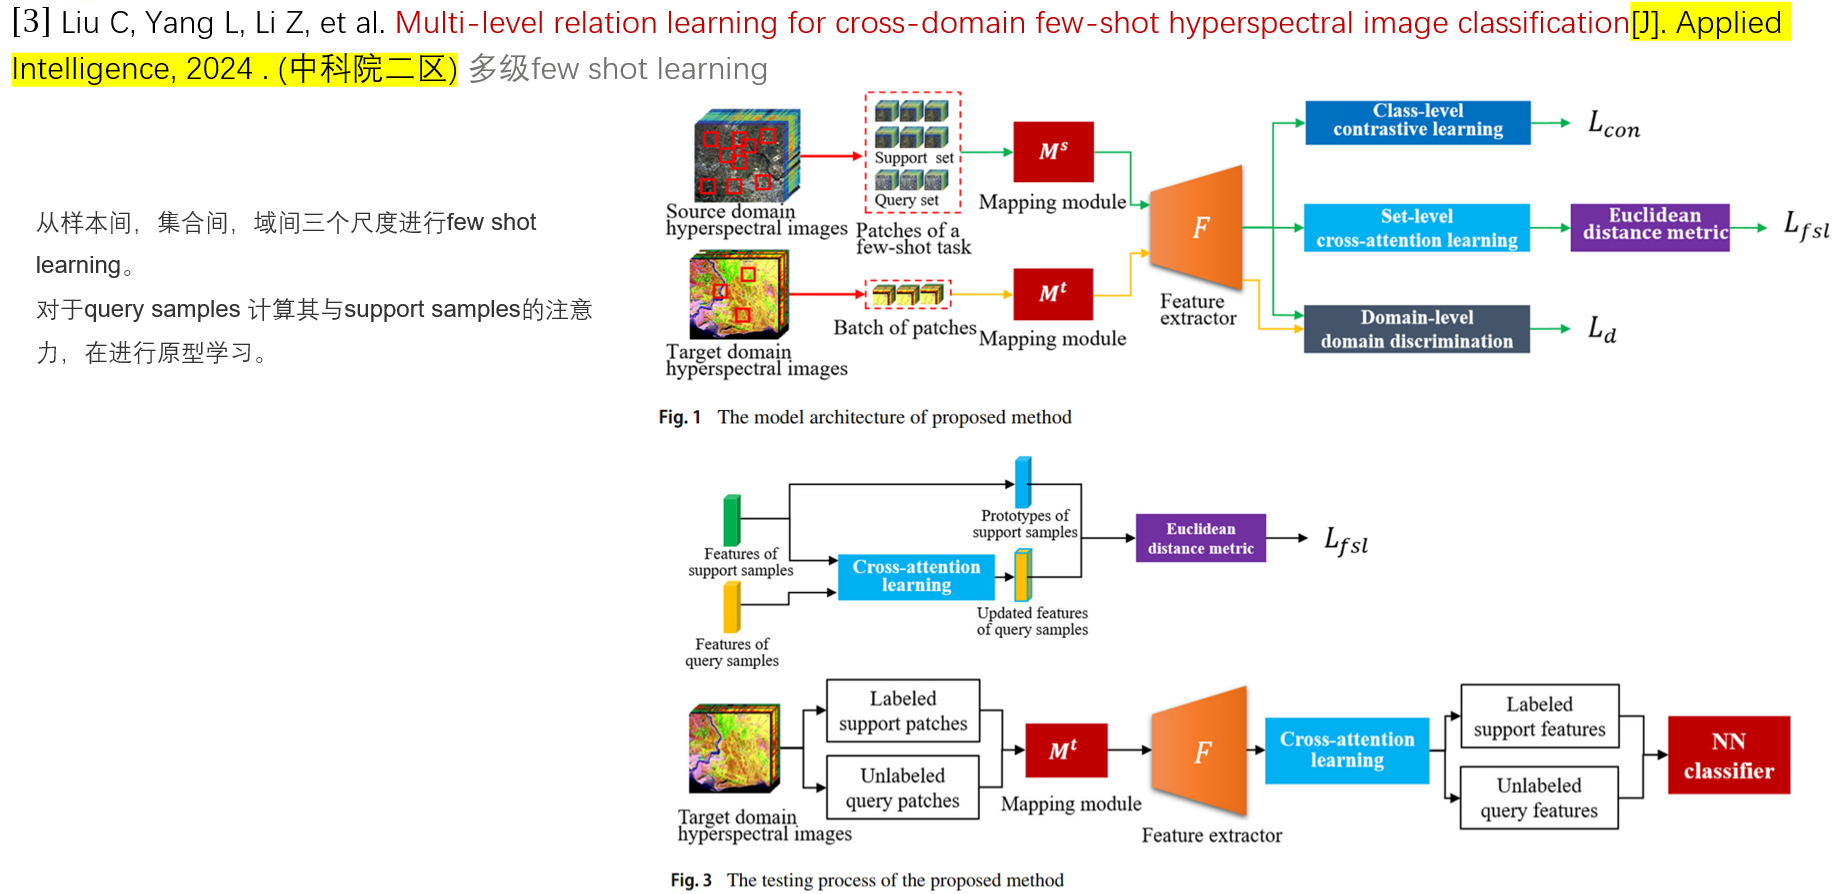 [3] Liu C, Yang L, Li Z, et al. Multi-level relation learning for cross-domain few-shot hyperspectral image classification[J]. Applied
Intelligence, 2024 . (中科院二区) 多级few shot learning
从样本间，集合间，域间三个尺度进行few shot
learning。
对于query samples 计算其与support samples的注意
力，在进行原型学习。
Source domain
hyperspectral images
Support set
Query set
Patches of a
few-shot task
M^s
Mapping module
Target domain
hyperspectral images
Batch of patches
M^t
Mapping module
F
Feature
extractor
Class-level
contrastive learning
L_con
Set-level
cross-attention learning
Euclidean
distance metric
L_fsl
Domain-level
domain discrimination
L_d
Fig. 1 The model architecture of proposed method
Features of
support samples
Features of
query samples
Cross-attention
learning
Prototypes of
support samples
Updated features
of query samples
Euclidean
distance metric
L_fsl
Target domain
hyperspectral images
Labeled
support patches
Unlabeled
query patches
M^t
Mapping module
F
Feature extractor
Cross-attention
learning
Labeled
support features
Unlabeled
query features
NN
classifier
Fig. 3 The testing process of the proposed method